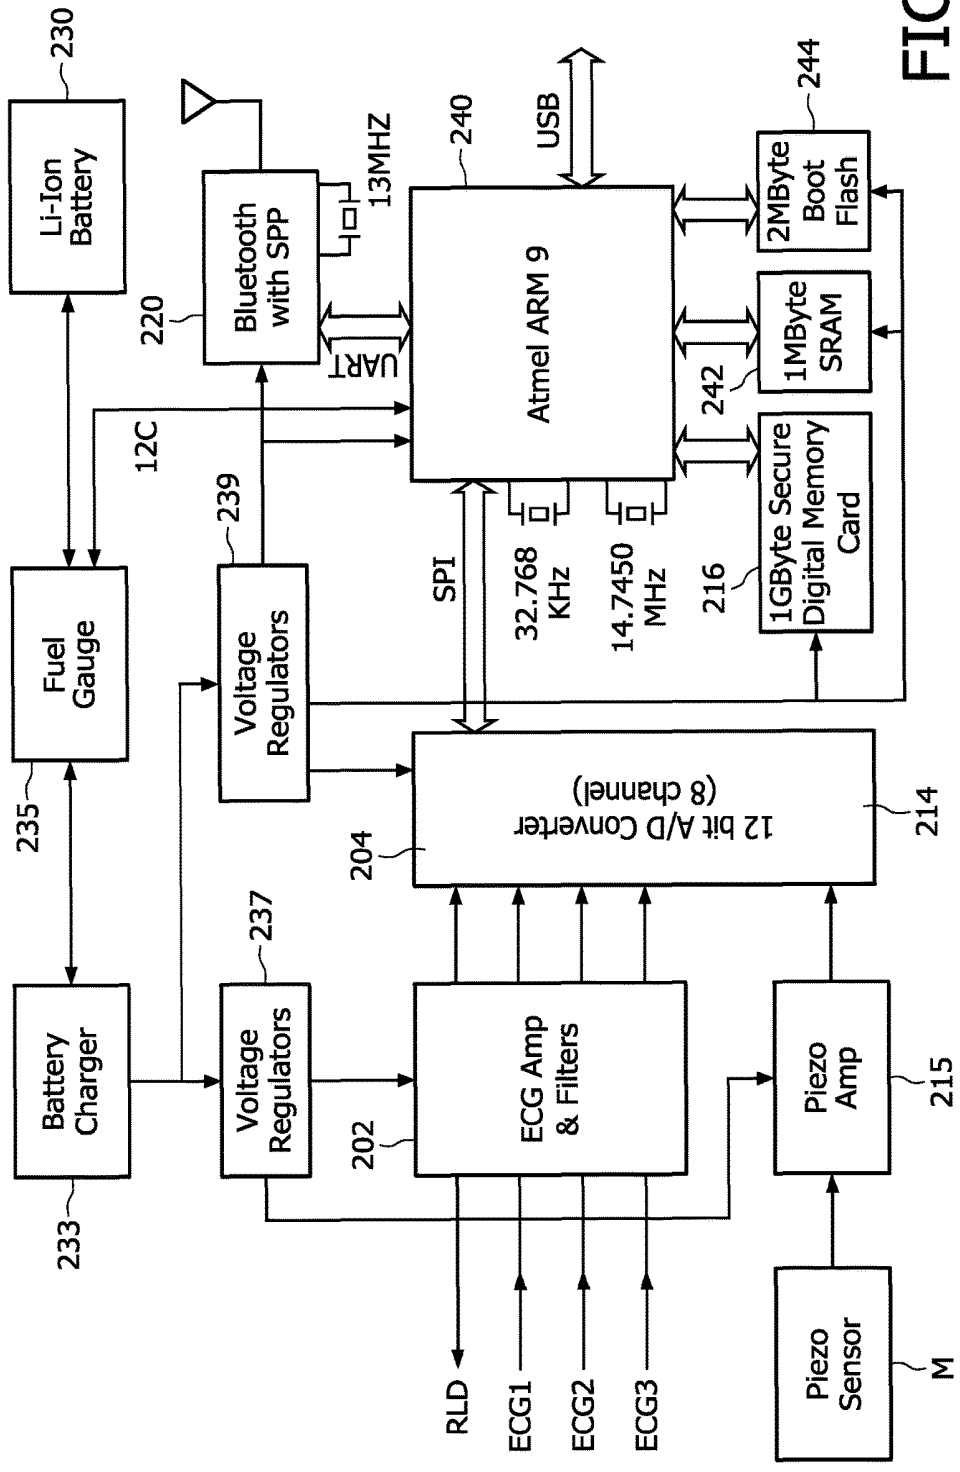 230
Li-Ion
Battery
Fuel
Gauge
235
Battery
Charger
233
12C
220
Bluetooth
with SPP
13MHZ
UART
239
Voltage
Regulators
237
Voltage
Regulators
240
Atmel ARM 9
USB
SPI
32.768
KHz
14.7450
MHz
244
2MByte
Boot
Flash
242
1MByte
SRAM
216
1GByte Secure
Digital Memory
Card
204
12 bit A/D Converter
(8 channel)
214
202
ECG Amp
& Filters
RLD
ECG1
ECG2
ECG3
Piezo
Amp
215
Piezo
Sensor
M
FIG